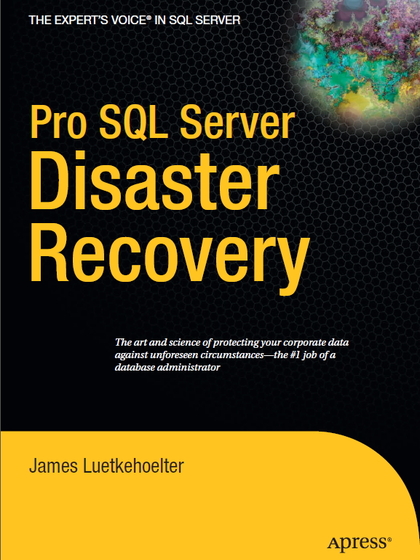 THE EXPERT'S VOICE® IN SQL SERVER
Pro SQL Server
Disaster
Recovery
The art and science of protecting your corporate data
against unforeseen circumstances—the #1 job of a
database administrator
James Luetkehoelter
Apress®